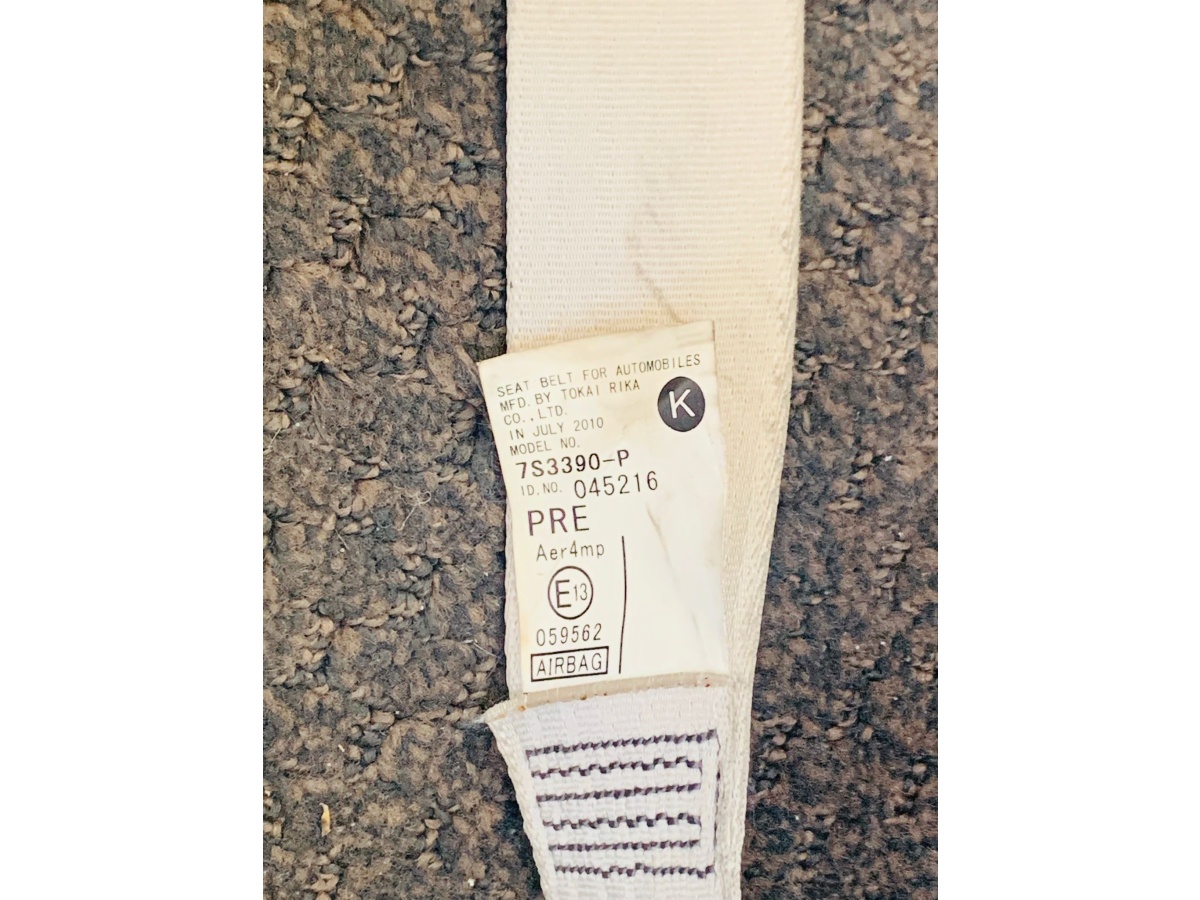 SEAT BELT FOR AUTOMOBILES
MFD. BY TOKAI RIKA
CO., LTD.
K
IN JULY 2010
MODEL NO.
7S3390-P
ID. NO. 045216
PRE
Aer4mp
E13
059562
AIRBAG